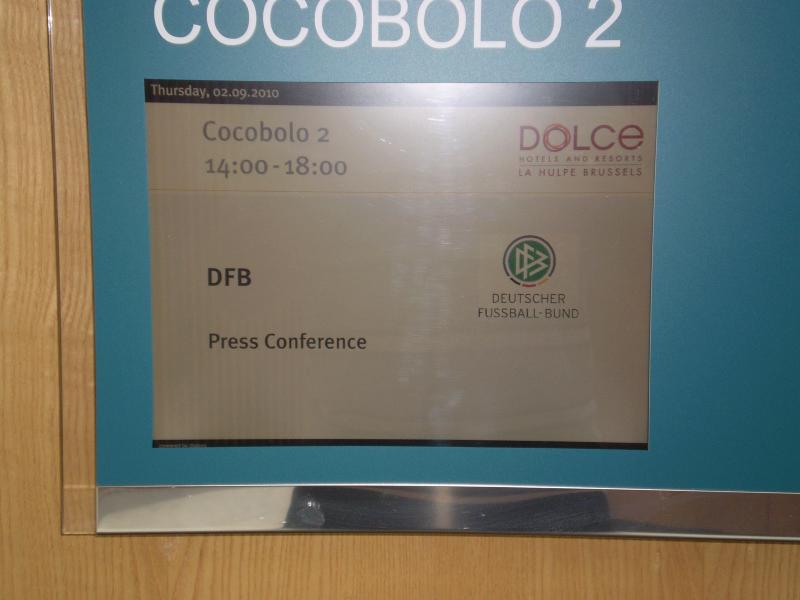 COCOBOLO 2
Thursday, 02.09.2010
Cocobolo 2
14:00-18:00
DOLCE
HOTELS AND RESORTS
LA HULPE BRUSSELS
DFB
DFB
DEUTSCHER
FUSSBALL-BUND
Press Conference